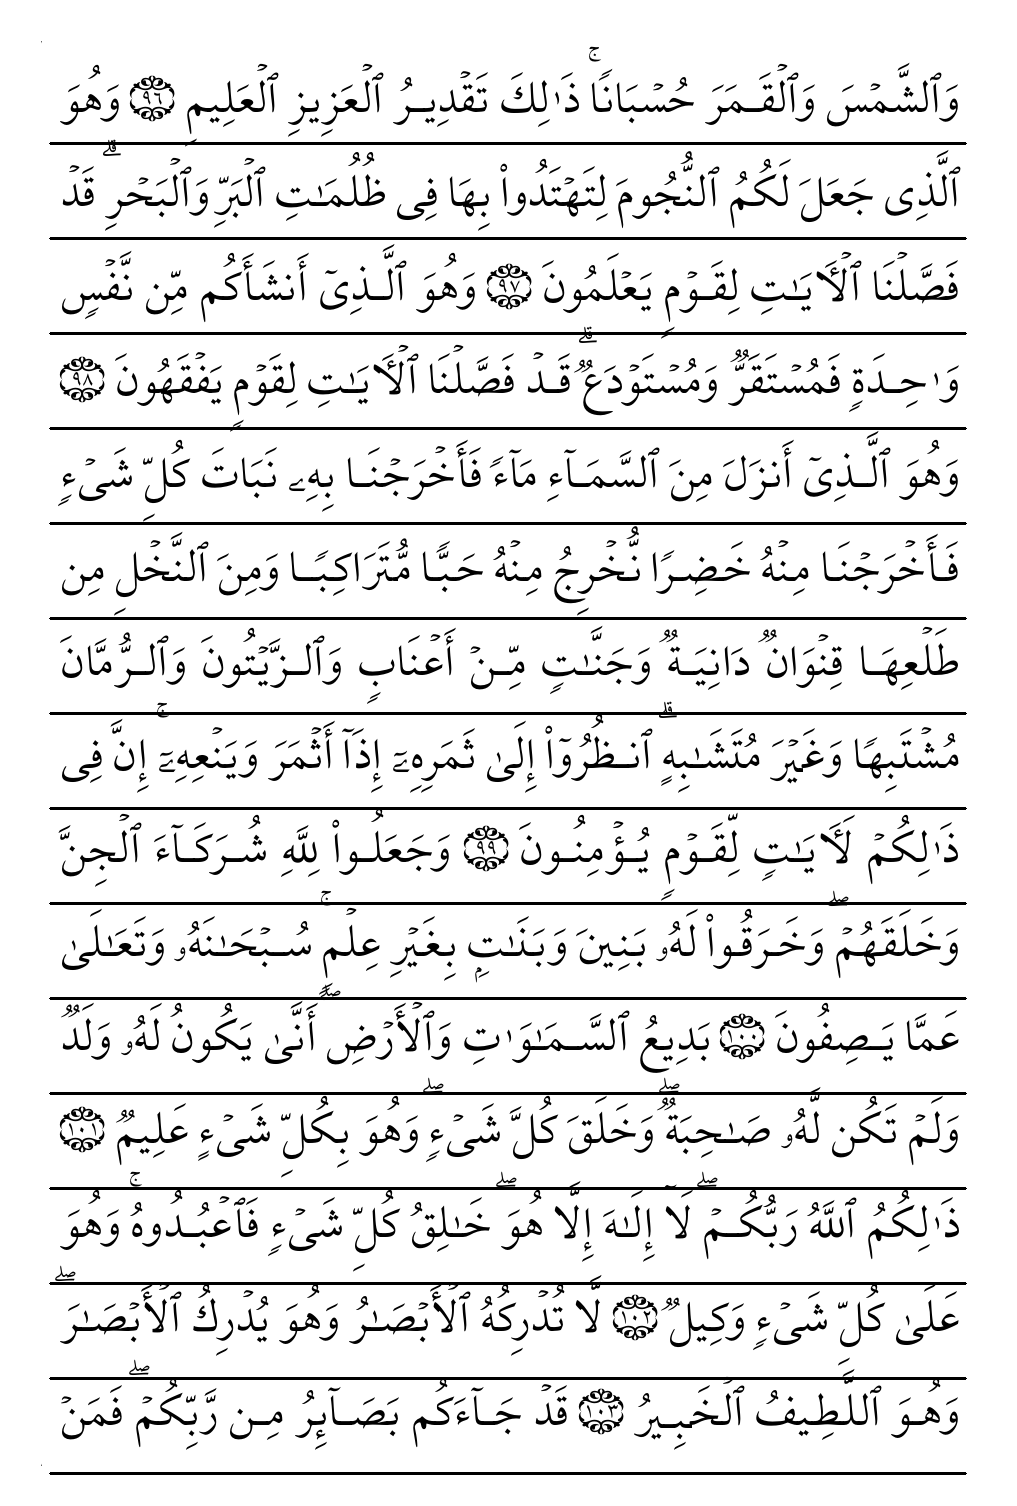 وَٱلشَّمْسَ وَٱلْقَمَرَ حُسْبَانًا ۚ ذَٰلِكَ تَقْدِيرُ ٱلْعَزِيزِ ٱلْعَلِيمِ ٩٦ وَهُوَ
ٱلَّذِى جَعَلَ لَكُمُ ٱلنُّجُومَ لِتَهْتَدُوا۟ بِهَا فِى ظُلُمَـٰتِ ٱلْبَرِّ وَٱلْبَحْرِ ۗ قَدْ
فَصَّلْنَا ٱلْـَٔايَـٰتِ لِقَوْمٍ يَعْلَمُونَ ٩٧ وَهُوَ ٱلَّذِىٓ أَنشَأَكُم مِّن نَّفْسٍ
وَٰحِدَةٍ فَمُسْتَقَرٌّ وَمُسْتَوْدَعٌ ۗ قَدْ فَصَّلْنَا ٱلْـَٔايَـٰتِ لِقَوْمٍ يَفْقَهُونَ ٩٨
وَهُوَ ٱلَّذِىٓ أَنزَلَ مِنَ ٱلسَّمَآءِ مَآءً فَأَخْرَجْنَا بِهِۦ نَبَاتَ كُلِّ شَىْءٍ
فَأَخْرَجْنَا مِنْهُ خَضِرًا نُّخْرِجُ مِنْهُ حَبًّا مُّتَرَاكِبًا وَمِنَ ٱلنَّخْلِ مِن
طَلْعِهَا قِنْوَانٌ دَانِيَةٌ وَجَنَّـٰتٍ مِّنْ أَعْنَابٍ وَٱلزَّيْتُونَ وَٱلرُّمَّانَ
مُشْتَبِهًا وَغَيْرَ مُتَشَـٰبِهٍ ۗ ٱنظُرُوٓا۟ إِلَىٰ ثَمَرِهِۦٓ إِذَآ أَثْمَرَ وَيَنْعِهِۦٓ ۚ إِنَّ فِى
ذَٰلِكُمْ لَـَٔايَـٰتٍ لِّقَوْمٍ يُؤْمِنُونَ ٩٩ وَجَعَلُوا۟ لِلَّهِ شُرَكَآءَ ٱلْجِنَّ
وَخَلَقَهُمْ ۖ وَخَرَقُوا۟ لَهُۥ بَنِينَ وَبَنَـٰتٍۭ بِغَيْرِ عِلْمٍ ۚ سُبْحَـٰنَهُۥ وَتَعَـٰلَىٰ
عَمَّا يَصِفُونَ ١٠٠ بَدِيعُ ٱلسَّمَـٰوَٰتِ وَٱلْأَرْضِ ۖ أَنَّىٰ يَكُونُ لَهُۥ وَلَدٌ
وَلَمْ تَكُن لَّهُۥ صَـٰحِبَةٌ ۖ وَخَلَقَ كُلَّ شَىْءٍ ۖ وَهُوَ بِكُلِّ شَىْءٍ عَلِيمٌ ١٠١
ذَٰلِكُمُ ٱللَّهُ رَبُّكُمْ ۖ لَآ إِلَـٰهَ إِلَّا هُوَ ۖ خَـٰلِقُ كُلِّ شَىْءٍ فَٱعْبُدُوهُ ۚ وَهُوَ
عَلَىٰ كُلِّ شَىْءٍ وَكِيلٌ ١٠٢ لَّا تُدْرِكُهُ ٱلْأَبْصَـٰرُ وَهُوَ يُدْرِكُ ٱلْأَبْصَـٰرَ ۖ
وَهُوَ ٱللَّطِيفُ ٱلْخَبِيرُ ١٠٣ قَدْ جَآءَكُم بَصَآئِرُ مِن رَّبِّكُمْ ۖ فَمَنْ